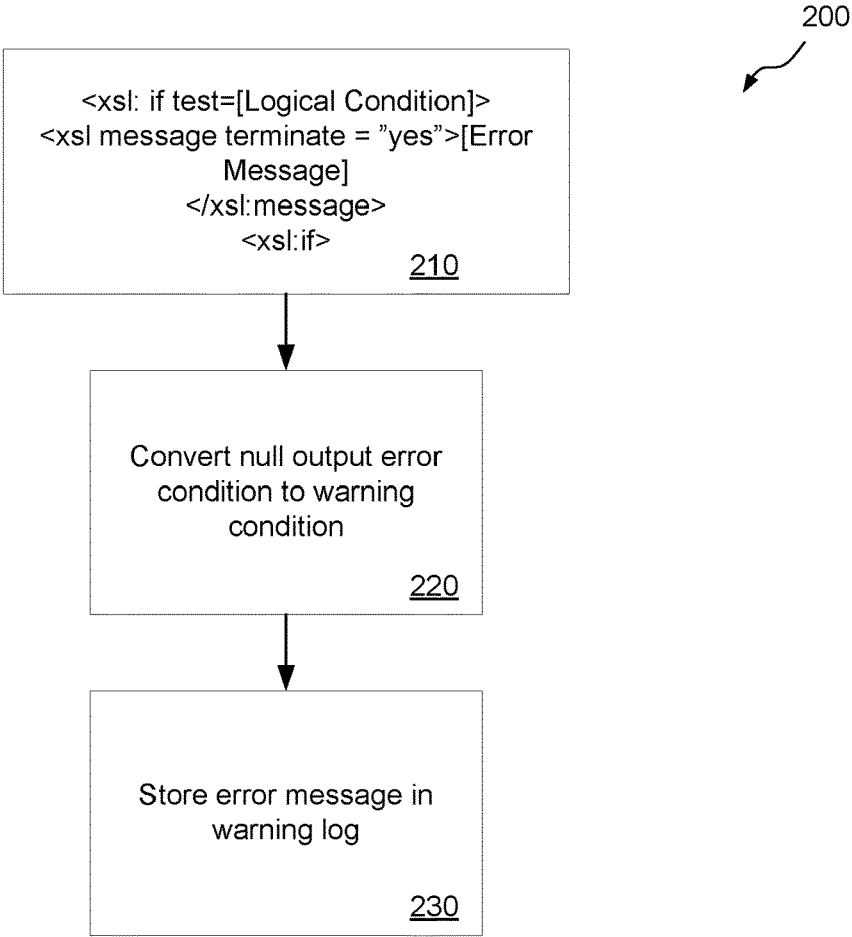 200
<xsl: if test=[Logical Condition]>
<xsl message terminate = ”yes”>[Error
Message]
</xsl:message>
<xsl:if>
210
Convert null output error
condition to warning
condition
220
Store error message in
warning log
230